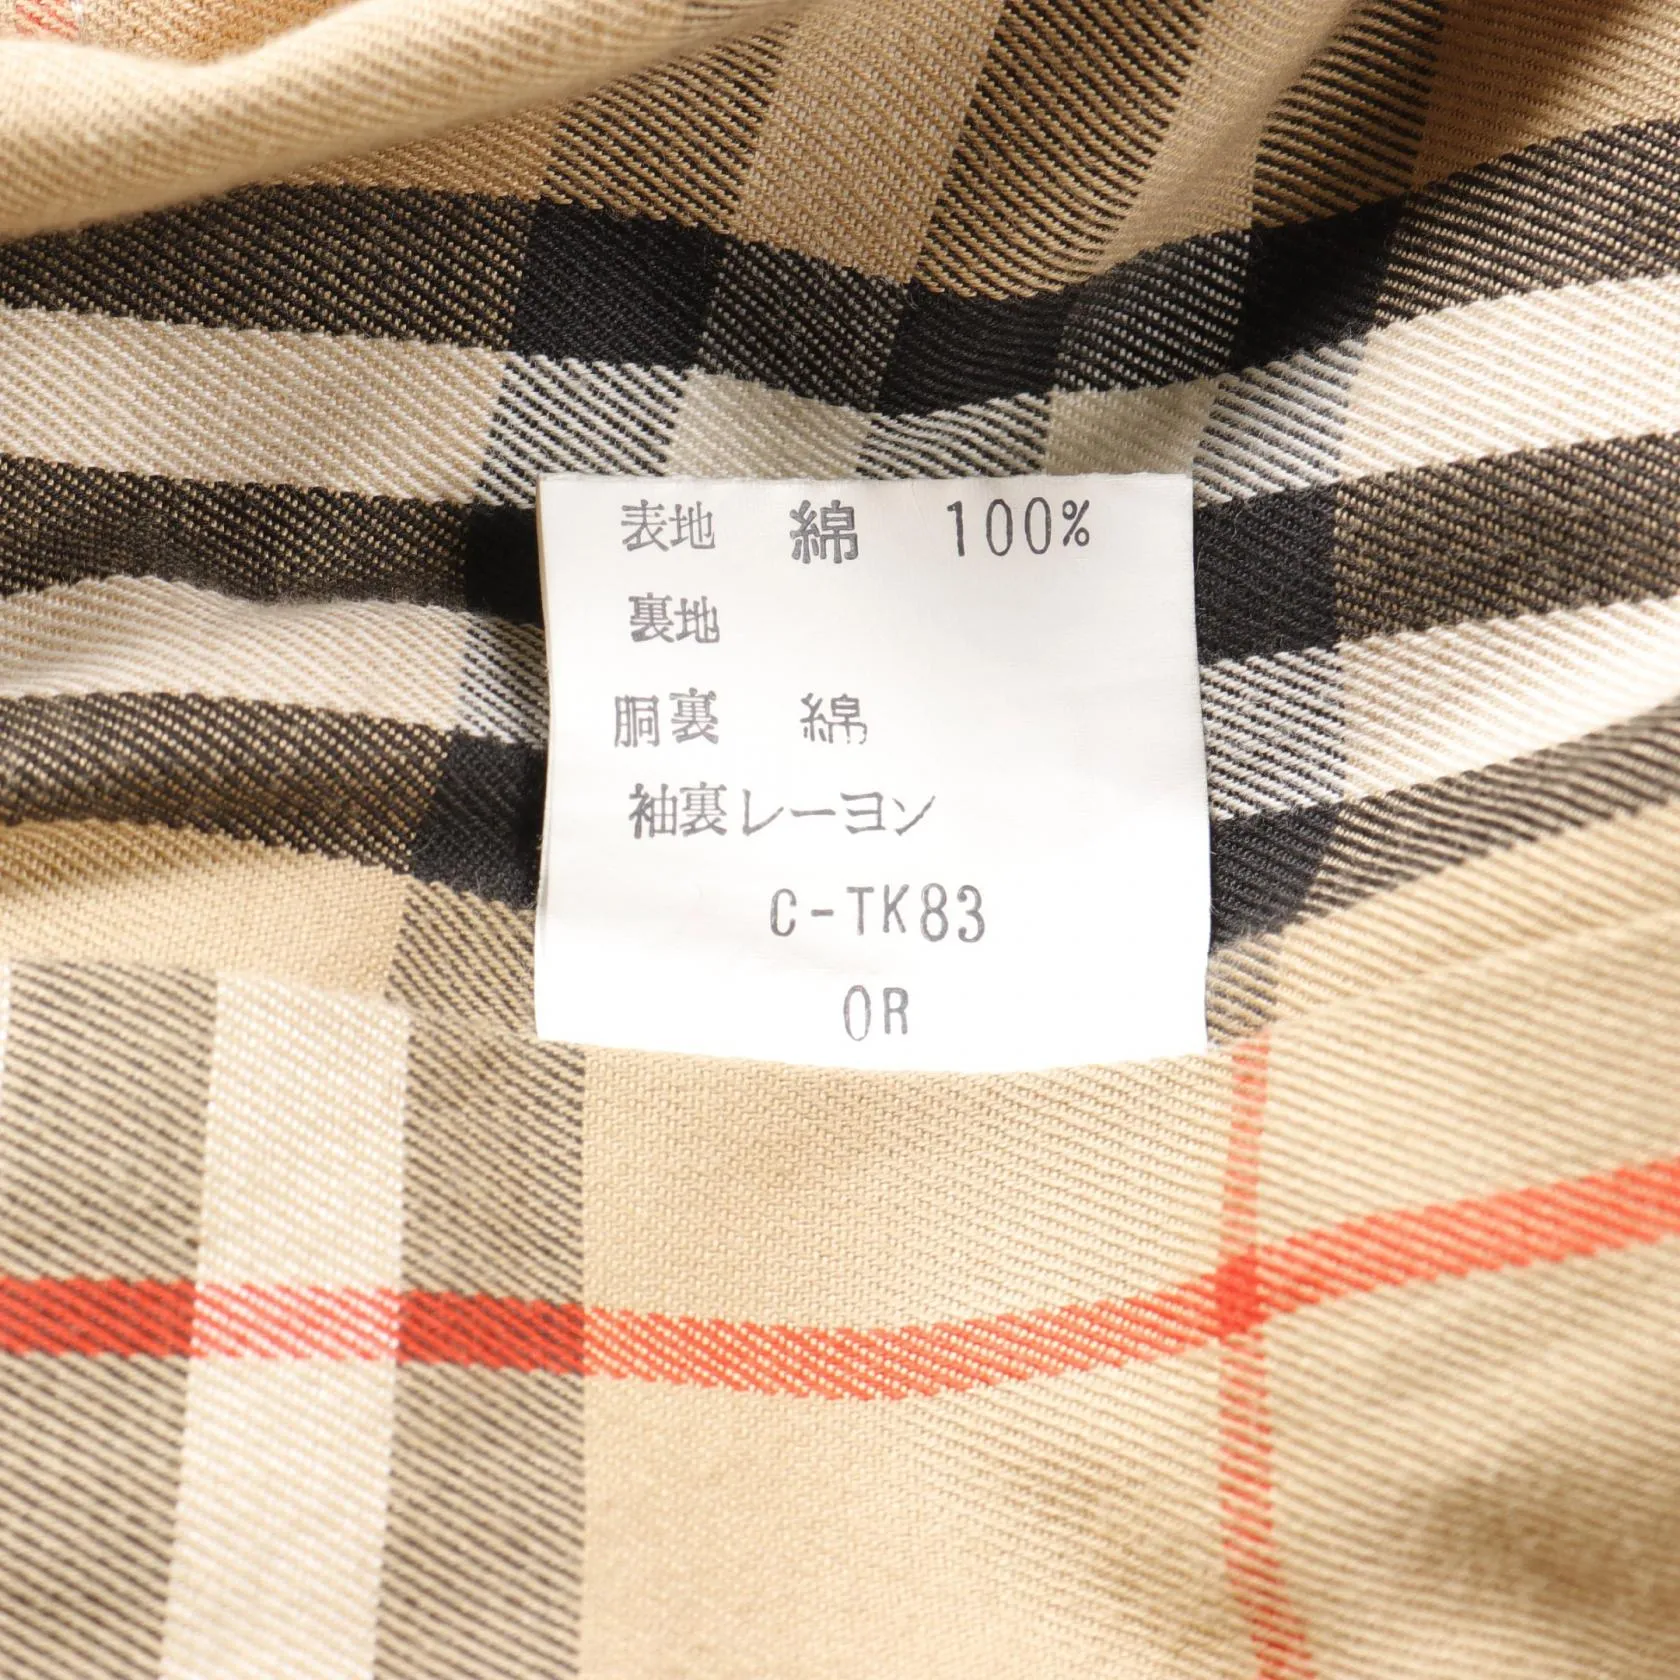 表地 綿 100%
裏地
胴裏 綿
袖裏レーヨン
C-TK83
OR